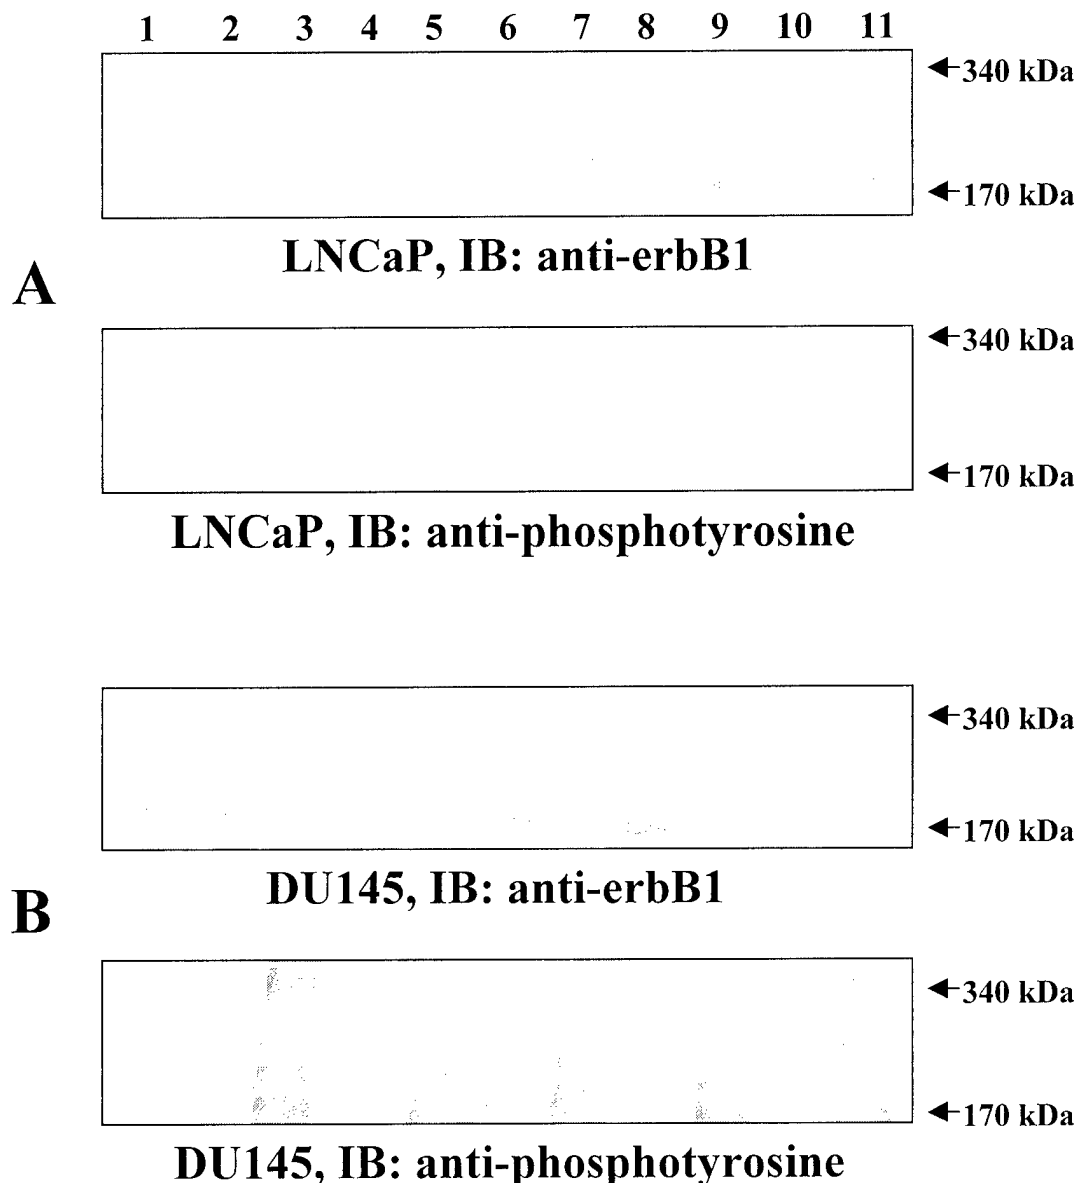 1 2 3 4 5 6 7 8 9 10 11
340 kDa
170 kDa
LNCaP, IB: anti-erbB1
A
340 kDa
170 kDa
LNCaP, IB: anti-phosphotyrosine
340 kDa
170 kDa
DU145, IB: anti-erbB1
B
340 kDa
170 kDa
DU145, IB: anti-phosphotyrosine